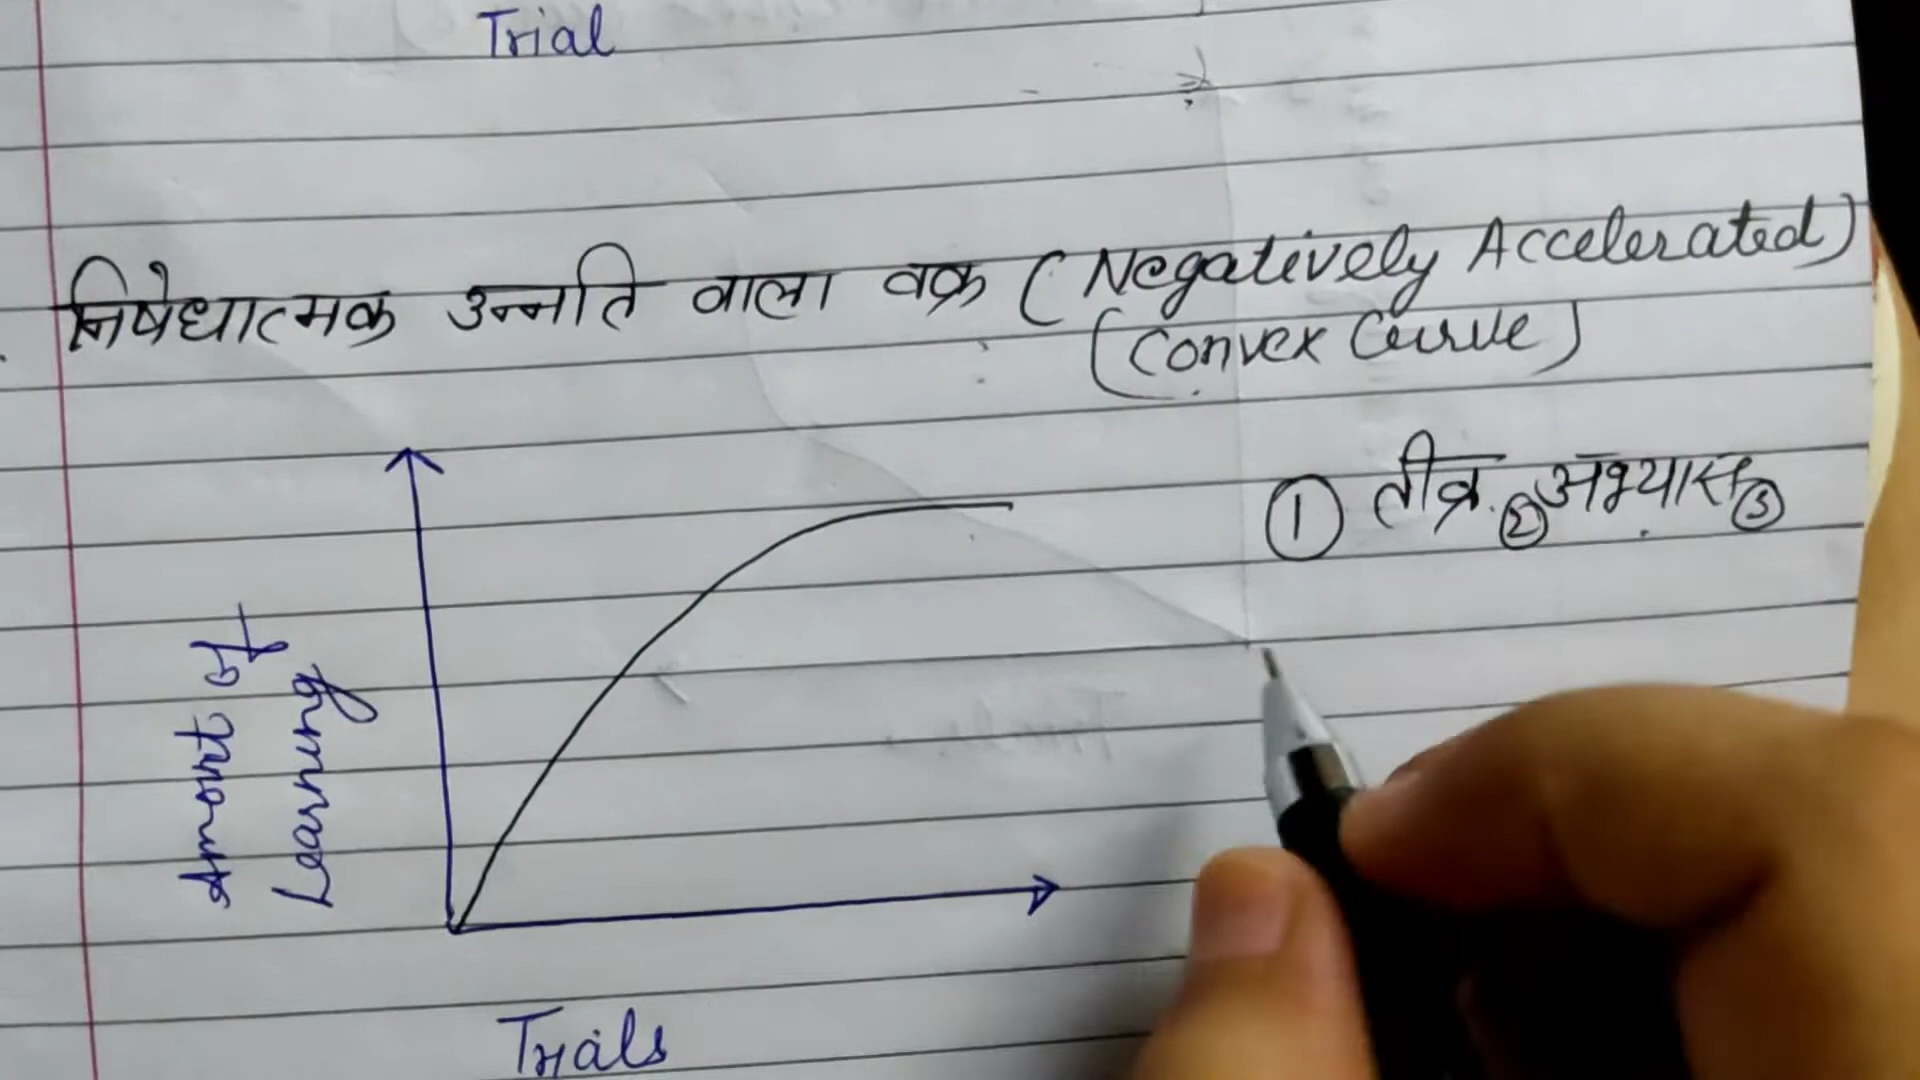 Trial
निषेधात्मक उन्नति वाला वक्र ( Negatively Accelerated)
(Convex Curve)
① तीव्र. ② अभ्यास ③
Amount of
Learning
Trials